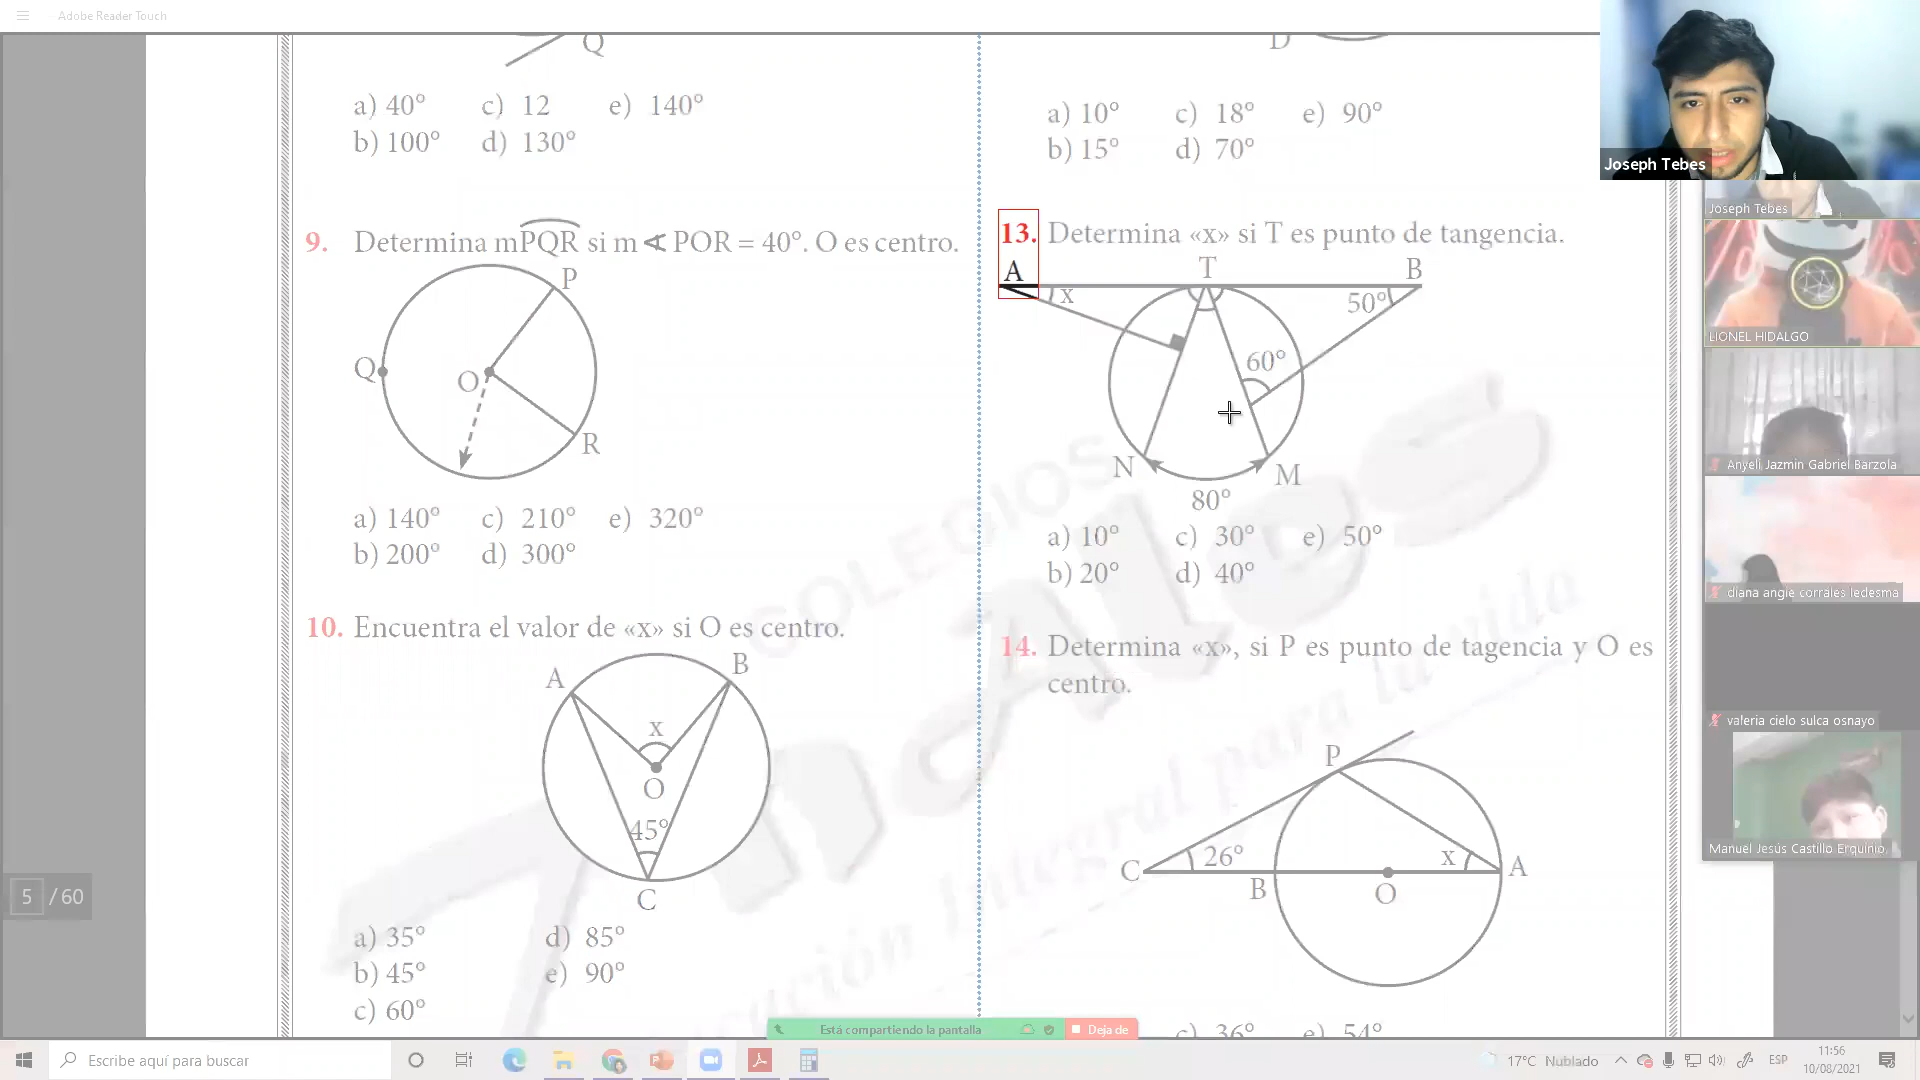 Adobe Reader Touch
Q
a) 40° c) 12 e) 140°
b) 100° d) 130°
9. Determina mPQR si m ∢ POR = 40°. O es centro.
P
Q
O
R
a) 140° c) 210° e) 320°
b) 200° d) 300°
10. Encuentra el valor de «x» si O es centro.
A
B
x
O
45°
C
a) 35° d) 85°
b) 45° e) 90°
c) 60°
D
a) 10° c) 18° e) 90°
b) 15° d) 70°
13. Determina «x» si T es punto de tangencia.
A
T
B
x
50°
60°
N
M
80°
a) 10° c) 30° e) 50°
b) 20° d) 40°
14. Determina «x», si P es punto de tagencia y O es
centro.
P
C
26°
x
A
B
O
c) 36° e) 54°
COLEGIOS
Integral para la vida
5 / 60
Joseph Tebes
Joseph Tebes
LIONEL HIDALGO
Anyeli Jazmin Gabriel Barzola
diana angie corrales ledesma
valeria cielo sulca osnayo
Manuel Jesús Castillo Erquinio.
Está compartiendo la pantalla
Deja de
Escribe aquí para buscar
17°C Nublado
ESP
11:56
10/08/2021